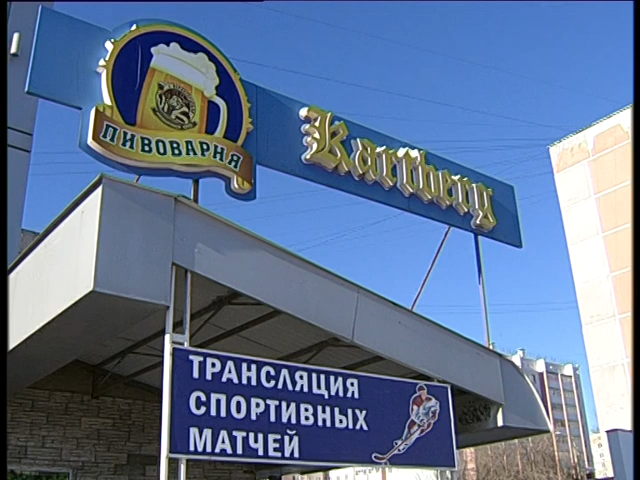 ПИВОВАРНЯ
Karlberg
ТРАНСЛЯЦИЯ
СПОРТИВНЫХ
МАТЧЕЙ